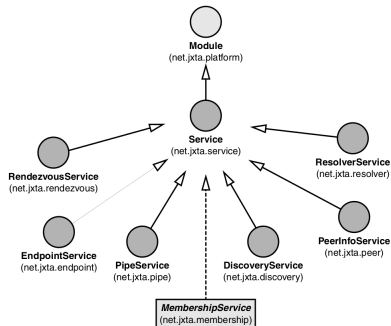 Module
(net.jxta.platform)
Service
(net.jxta.service)
RendezvousService
(net.jxta.rendezvous)
ResolverService
(net.jxta.resolver)
EndpointService
(net.jxta.endpoint)
PipeService
(net.jxta.pipe)
DiscoveryService
(net.jxta.discovery)
PeerInfoService
(net.jxta.peer)
MembershipService
(net.jxta.membership)